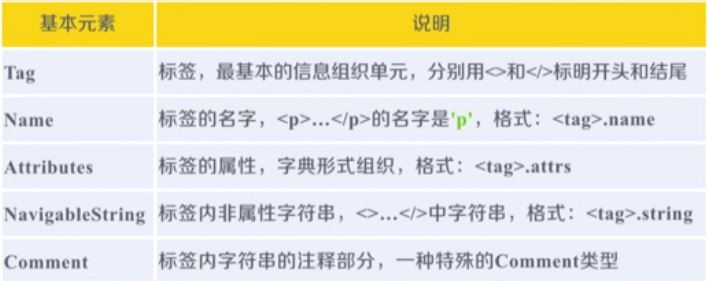 基本元素 说明
Tag 标签，最基本的信息组织单元，分别用<>和</>标明开头和结尾
Name 标签的名字，<p>…</p>的名字是'p'，格式：<tag>.name
Attributes 标签的属性，字典形式组织，格式：<tag>.attrs
NavigableString 标签内非属性字符串，<>…</>中字符串，格式：<tag>.string
Comment 标签内字符串的注释部分，一种特殊的Comment类型